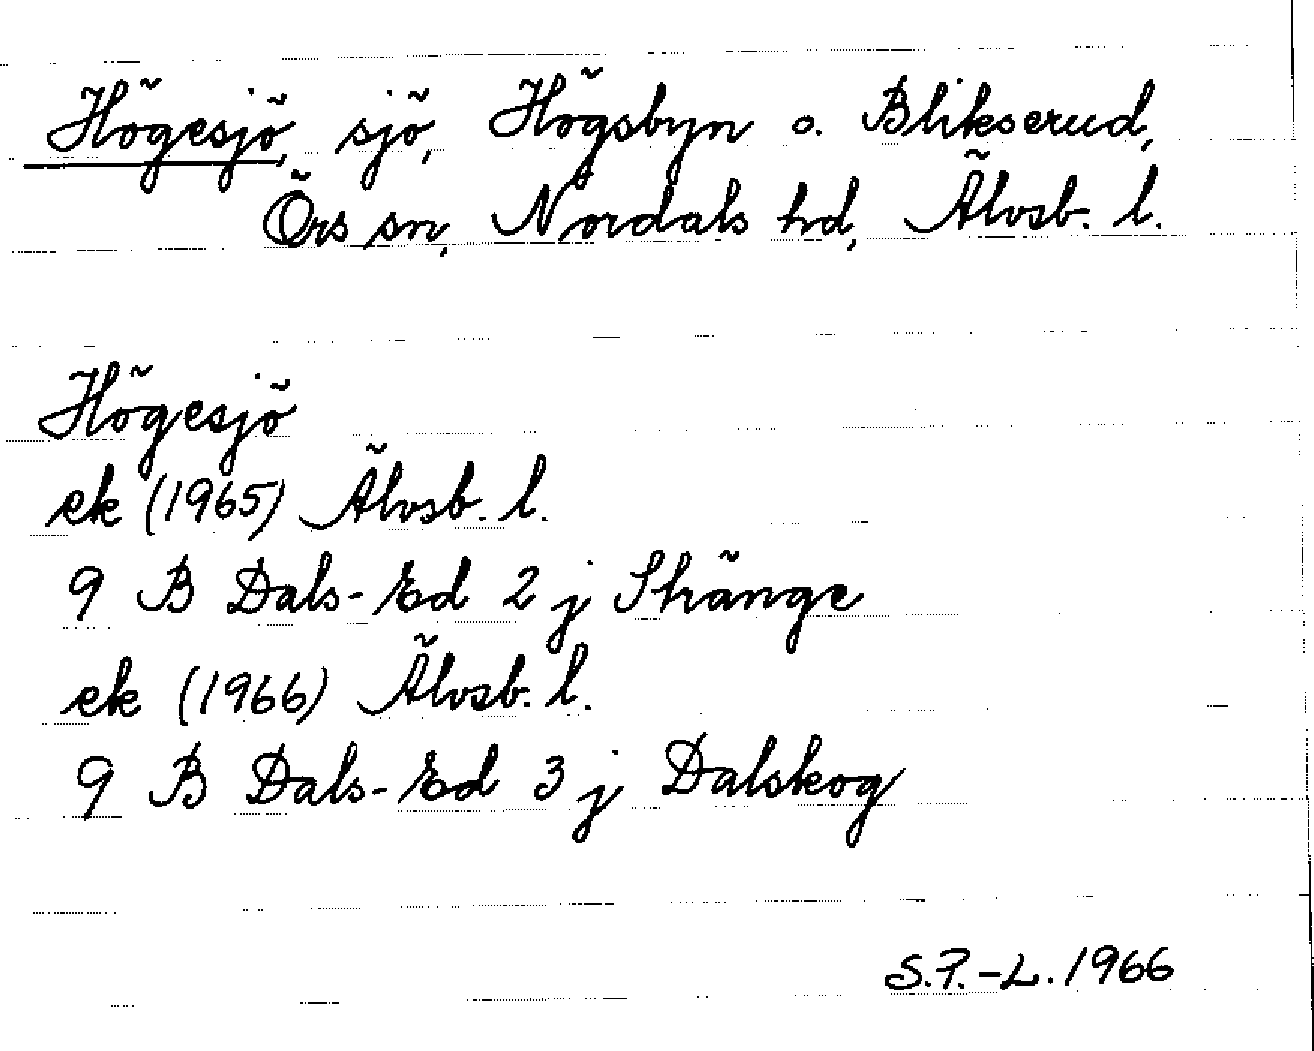 Högesjö, sjö, Högsbyn o. Blikserud,
Örs sn, Nordals hd, Älvsb. l.
Högesjö
ek (1965) Älvsb. l.
9 B Dals-Ed 2 j Skänge
ek (1966) Älvsb. l.
9 B Dals-Ed 3 j Dalskog
S.P.-L. 1966